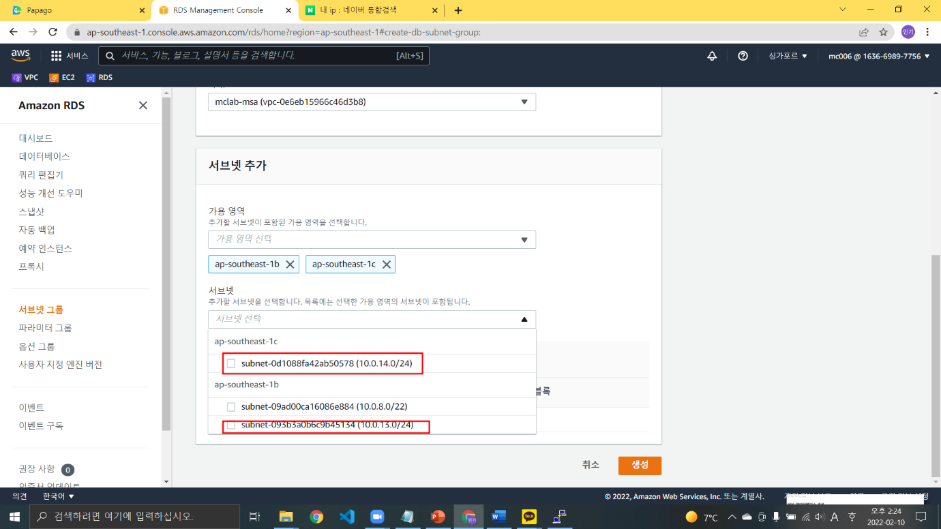 Papago
RDS Management Console
내 ip : 네이버 통합검색
ap-southeast-1.console.aws.amazon.com/rds/home?region=ap-southeast-1#create-db-subnet-group:
aws
서비스
서비스, 기능, 블로그, 설명서 등을 검색합니다.
[Alt+S]
싱가포르
mc006 @ 1636-6989-7756
VPC
EC2
RDS
Amazon RDS
대시보드
데이터베이스
쿼리 편집기
성능 개선 도우미
스냅샷
자동 백업
예약 인스턴스
프록시
서브넷 그룹
파라미터 그룹
옵션 그룹
사용자 지정 엔진 버전
이벤트
이벤트 구독
권장 사항 0
인증서 업데이트
mclab-msa (vpc-0e6eb15966c46d3b8)
서브넷 추가
가용 영역
추가할 서브넷이 포함된 가용 영역을 선택합니다.
가용 영역 선택
ap-southeast-1b
ap-southeast-1c
서브넷
추가할 서브넷을 선택합니다. 목록에는 선택한 가용 영역의 서브넷이 포함됩니다.
서브넷 선택
ap-southeast-1c
subnet-0d1088fa42ab50578 (10.0.14.0/24)
ap-southeast-1b
subnet-09ad00ca16086e884 (10.0.8.0/22)
subnet-093b3a0b6c9b45134 (10.0.13.0/24)
블록
취소
생성
의견
한국어
© 2022, Amazon Web Services, Inc. 또는 계열사.
검색하려면 여기에 입력하십시오.
7°C
A
오후 2:24
2022-02-10